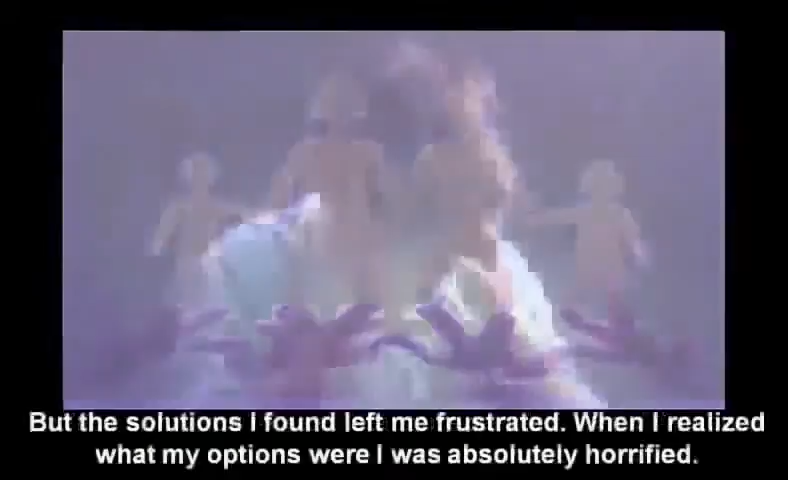 But the solutions I found left me frustrated. When I realized
what my options were I was absolutely horrified.